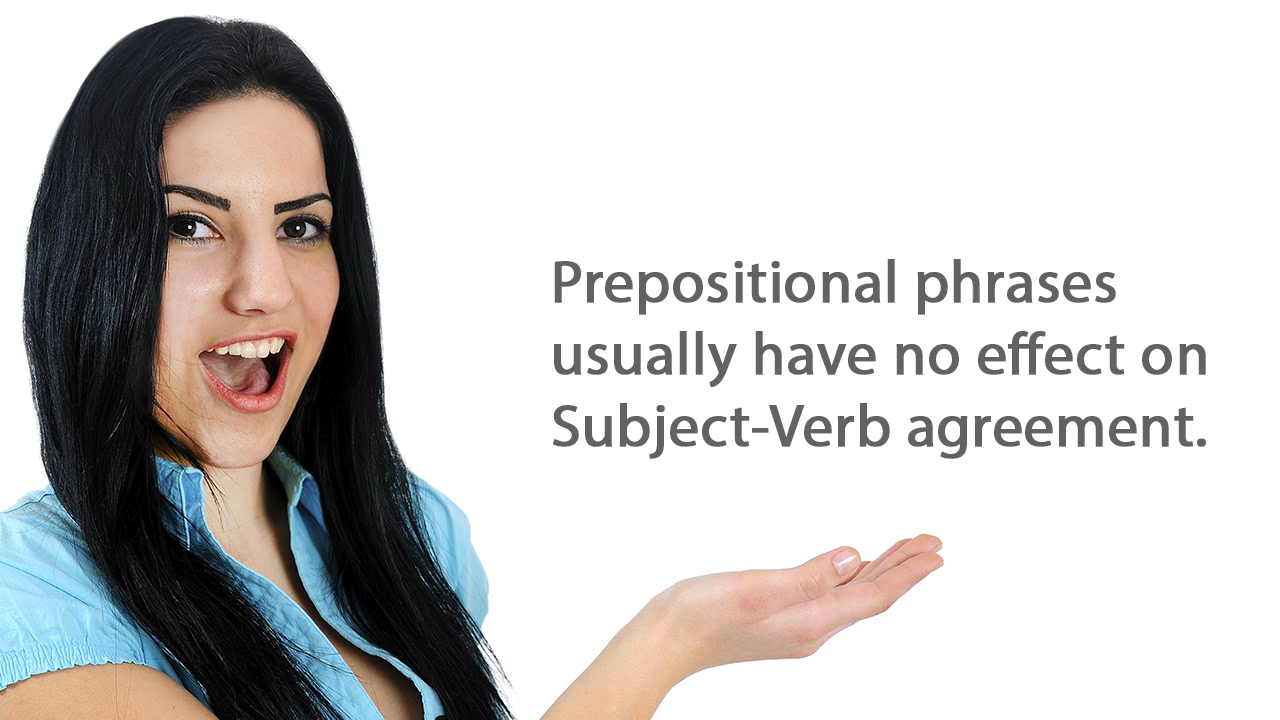 Prepositional phrases
usually have no effect on
Subject-Verb agreement.